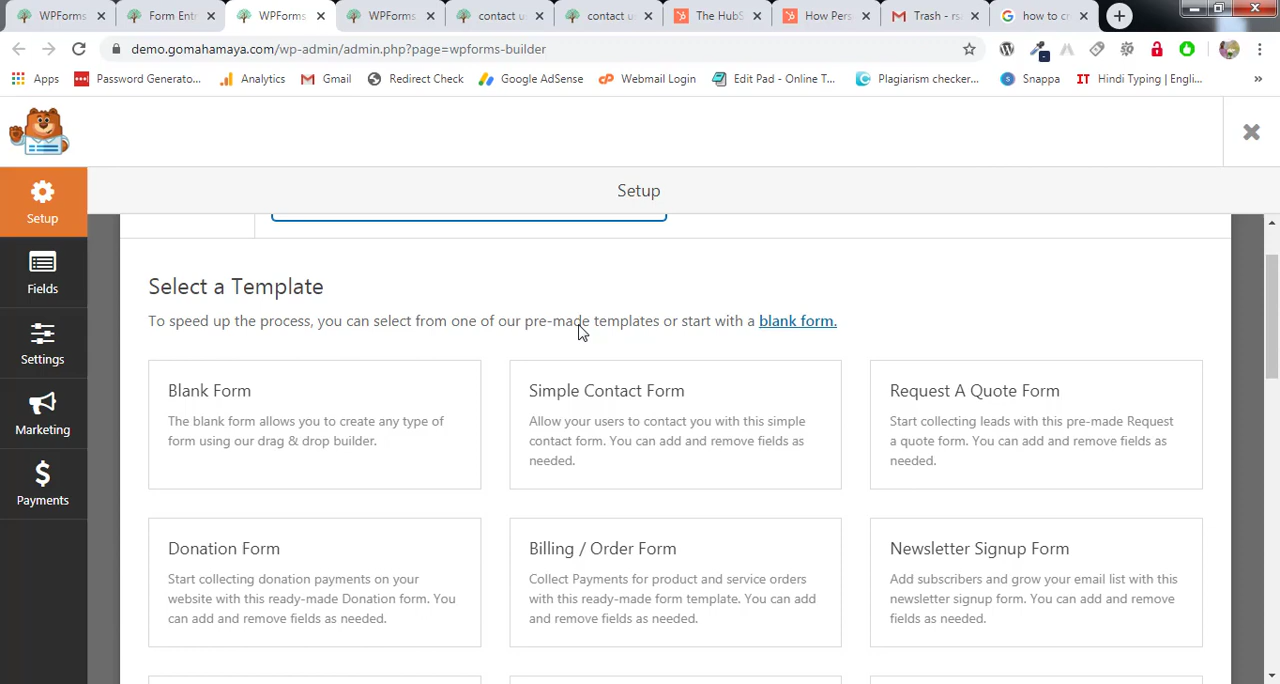 WPForms
Form Entr
WPForms
WPForms
contact u
contact u
The HubS
How Pers
Trash - rs
how to cr
demo.gomahamaya.com/wp-admin/admin.php?page=wpforms-builder
Apps
Password Generato...
Analytics
Gmail
Redirect Check
Google AdSense
Webmail Login
Edit Pad - Online T...
Plagiarism checker...
Snappa
IT Hindi Typing | Engli...
»
Setup
Setup
Fields
Settings
Marketing
Payments
Select a Template
To speed up the process, you can select from one of our pre-made templates or start with a blank form.
Blank Form
The blank form allows you to create any type of
form using our drag & drop builder.
Simple Contact Form
Allow your users to contact you with this simple
contact form. You can add and remove fields as
needed.
Request A Quote Form
Start collecting leads with this pre-made Request
a quote form. You can add and remove fields as
needed.
Donation Form
Start collecting donation payments on your
website with this ready-made Donation form. You
can add and remove fields as needed.
Billing / Order Form
Collect Payments for product and service orders
with this ready-made form template. You can add
and remove fields as needed.
Newsletter Signup Form
Add subscribers and grow your email list with this
newsletter signup form. You can add and remove
fields as needed.